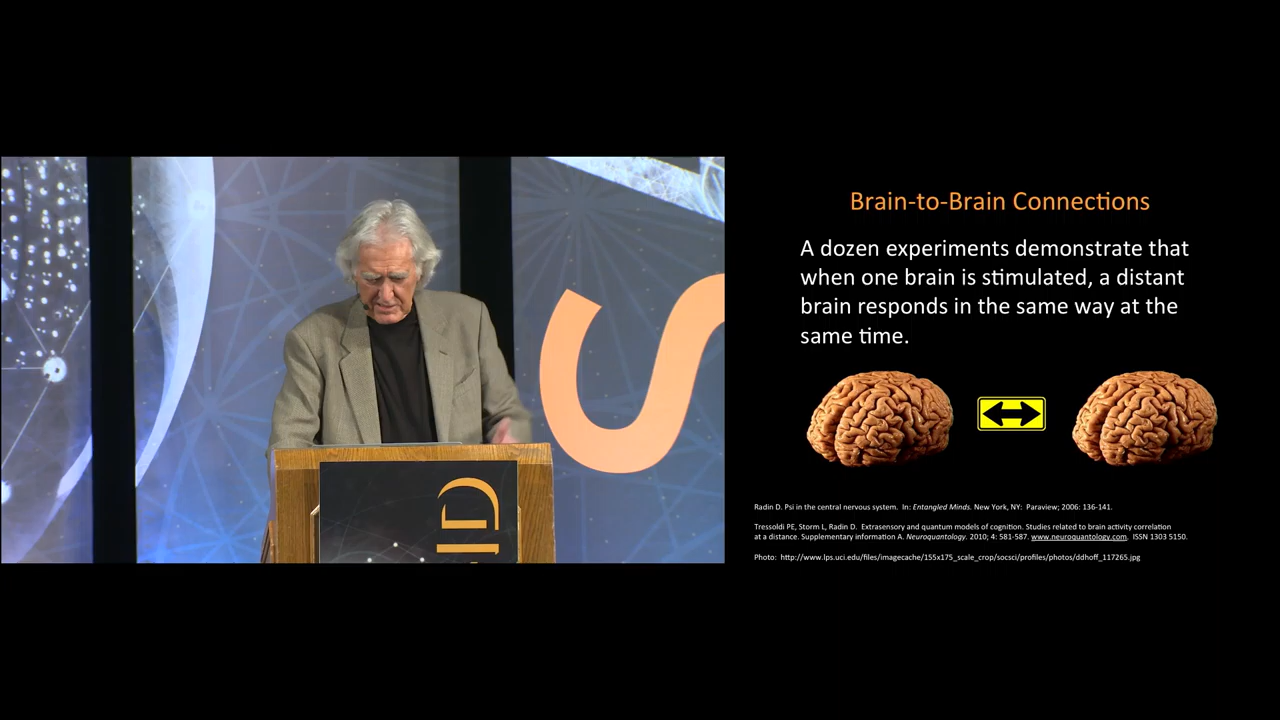 Brain-to-Brain Connections
A dozen experiments demonstrate that
when one brain is stimulated, a distant
brain responds in the same way at the
same time.
Radin D. Psi in the central nervous system. In: Entangled Minds. New York, NY: Paraview; 2006: 136-141.
Tressoldi PE, Storm L, Radin D. Extrasensory and quantum models of cognition. Studies related to brain activity correlation
at a distance. Supplementary information A. Neuroquantology. 2010; 4: 581-587. www.neuroquantology.com. ISSN 1303 5150.
Photo: http://www.lps.uci.edu/files/imagecache/155x175_scale_crop/socsci/profiles/photos/ddhoff_117265.jpg